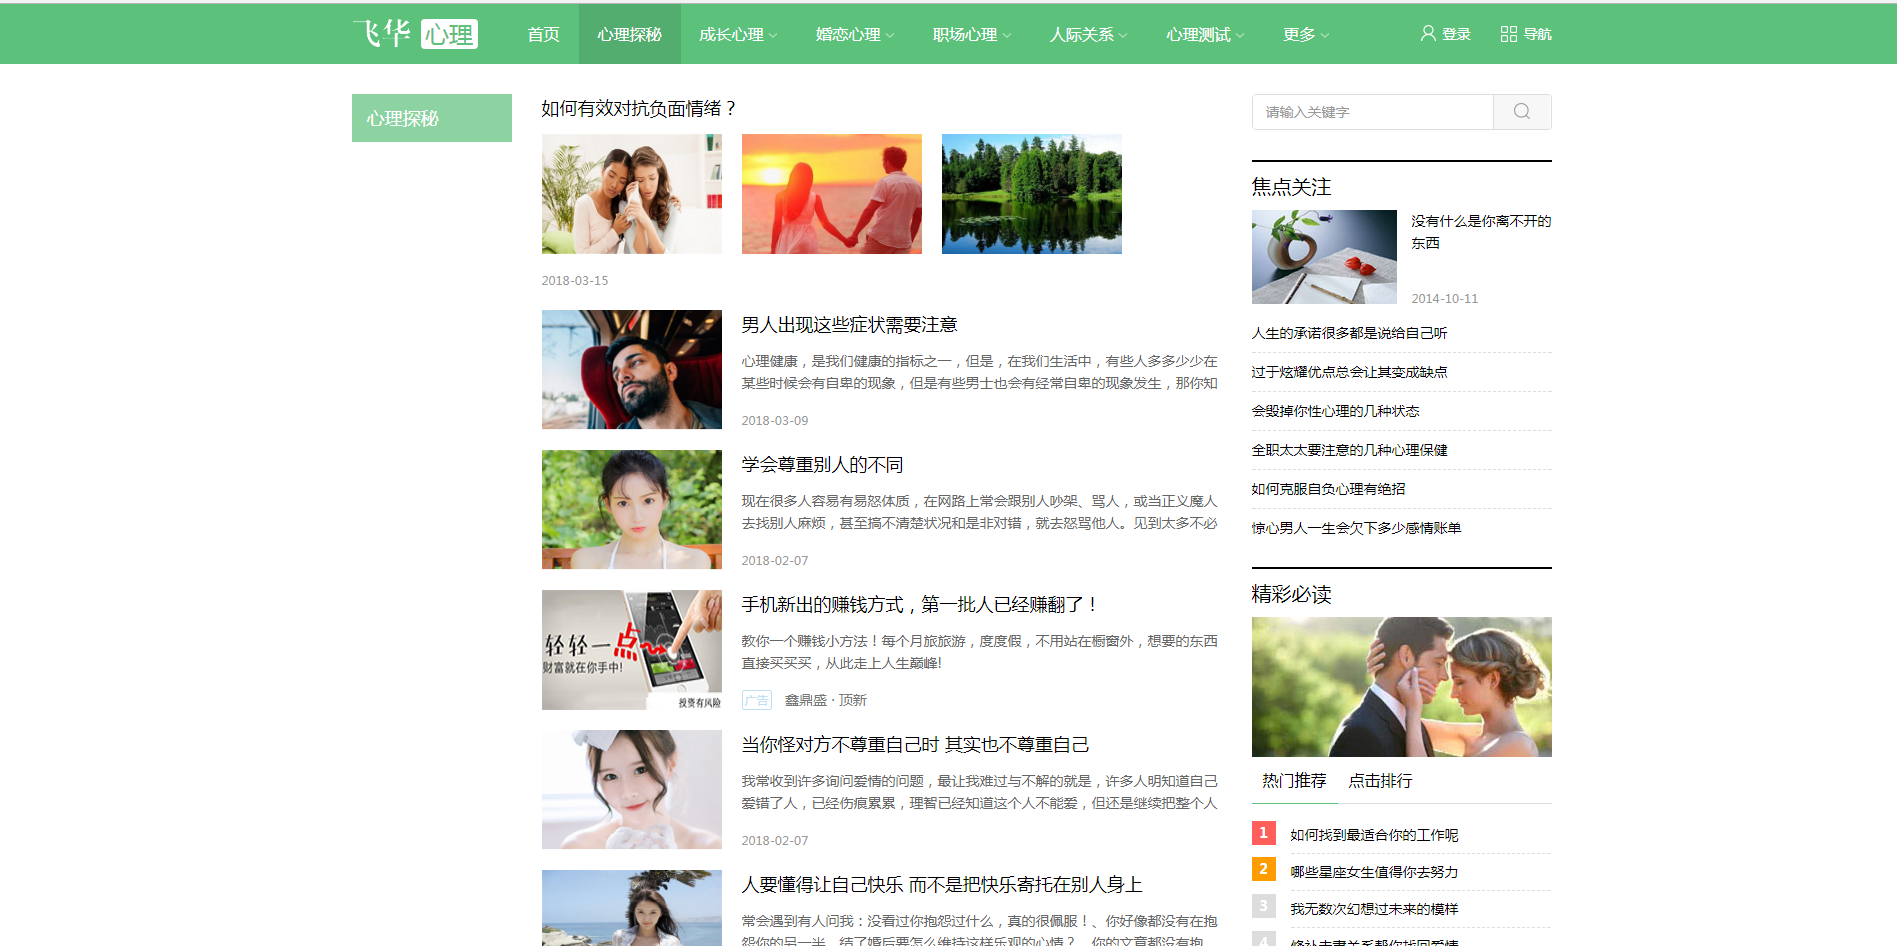 飞华 心理
首页 心理探秘 成长心理 婚恋心理 职场心理 人际关系 心理测试 更多 登录 导航
心理探秘
如何有效对抗负面情绪？
2018-03-15
男人出现这些症状需要注意
心理健康，是我们健康的指标之一，但是，在我们生活中，有些人多多少少在
某些时候会有自卑的现象，但是有些男士也会有经常自卑的现象发生，那你知
2018-03-09
学会尊重别人的不同
现在很多人容易有易怒体质，在网路上常会跟别人吵架、骂人，或当正义魔人
去找别人麻烦，甚至搞不清楚状况和是非对错，就去怒骂他人。见到太多不必
2018-02-07
轻轻一点
财富就在你手中!
投资有风险
手机新出的赚钱方式，第一批人已经赚翻了！
教你一个赚钱小方法！每个月旅旅游，度度假，不用站在橱窗外，想要的东西
直接买买买，从此走上人生巅峰!
广告 鑫鼎盛 · 顶新
当你怪对方不尊重自己时 其实也不尊重自己
我常收到许多询问爱情的问题，最让我难过与不解的就是，许多人明知道自己
爱错了人，已经伤痕累累，理智已经知道这个人不能爱，但还是继续把整个人
2018-02-07
人要懂得让自己快乐 而不是把快乐寄托在别人身上
常会遇到有人问我：没看过你抱怨过什么，真的很佩服！、你好像都没有在抱
怨你的另一半，结了婚后要怎么维持这样乐观的心情？、你的文章都没有抱
请输入关键字
焦点关注
没有什么是你离不开的
东西
2014-10-11
人生的承诺很多都是说给自己听
过于炫耀优点总会让其变成缺点
会毁掉你性心理的几种状态
全职太太要注意的几种心理保健
如何克服自负心理有绝招
惊心男人一生会欠下多少感情账单
精彩必读
热门推荐 点击排行
1 如何找到最适合你的工作呢
2 哪些星座女生值得你去努力
3 我无数次幻想过未来的模样
4 修补夫妻关系帮你找回爱情